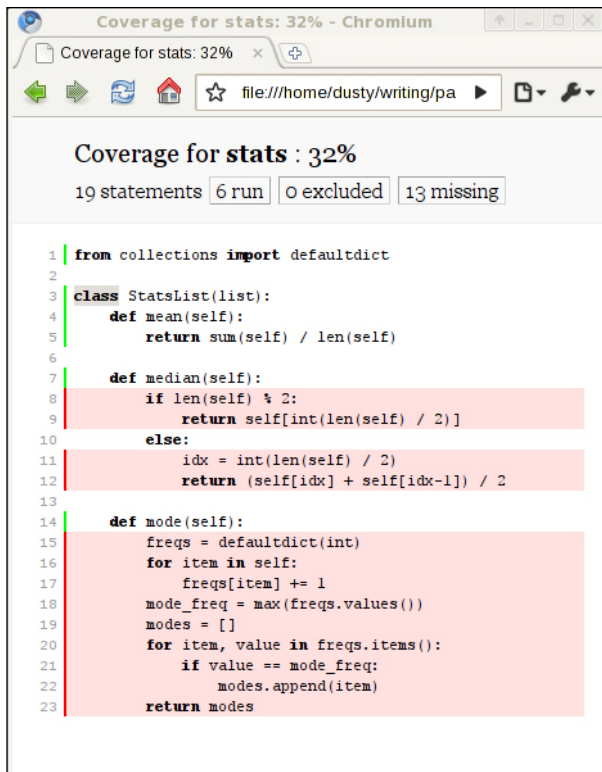 Coverage for stats: 32% - Chromium
Coverage for stats: 32%
file:///home/dusty/writing/pa
Coverage for stats : 32%
19 statements 6 run 0 excluded 13 missing
1 from collections import defaultdict
2
3 class StatsList(list):
4 def mean(self):
5 return sum(self) / len(self)
6
7 def median(self):
8 if len(self) % 2:
9 return self[int(len(self) / 2)]
10 else:
11 idx = int(len(self) / 2)
12 return (self[idx] + self[idx-1]) / 2
13
14 def mode(self):
15 freqs = defaultdict(int)
16 for item in self:
17 freqs[item] += 1
18 mode_freq = max(freqs.values())
19 modes = []
20 for item, value in freqs.items():
21 if value == mode_freq:
22 modes.append(item)
23 return modes